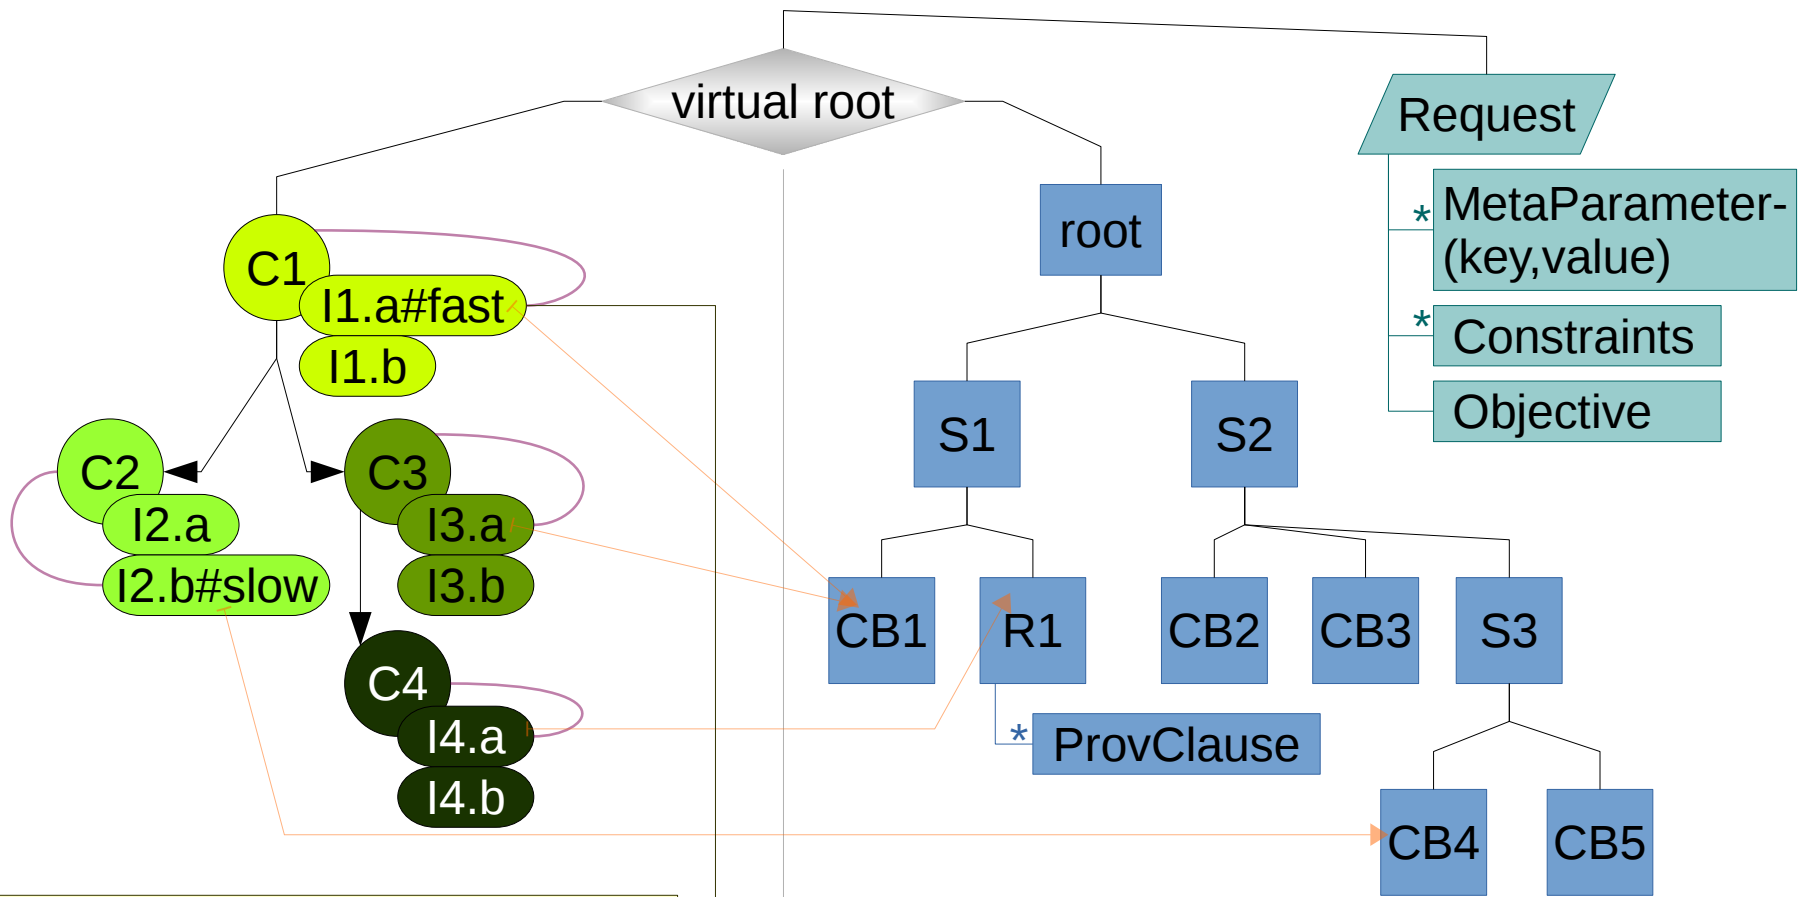 virtual root
Request
MetaParameter-
(key,value)
*
Constraints
*
Objective
root
C1
I1.a#fast
I1.b
C2
I2.a
I2.b#slow
C3
I3.a
I3.b
C4
I4.a
I4.b
S1
S2
CB1
R1
CB2
CB3
S3
*
ProvClause
CB4
CB5